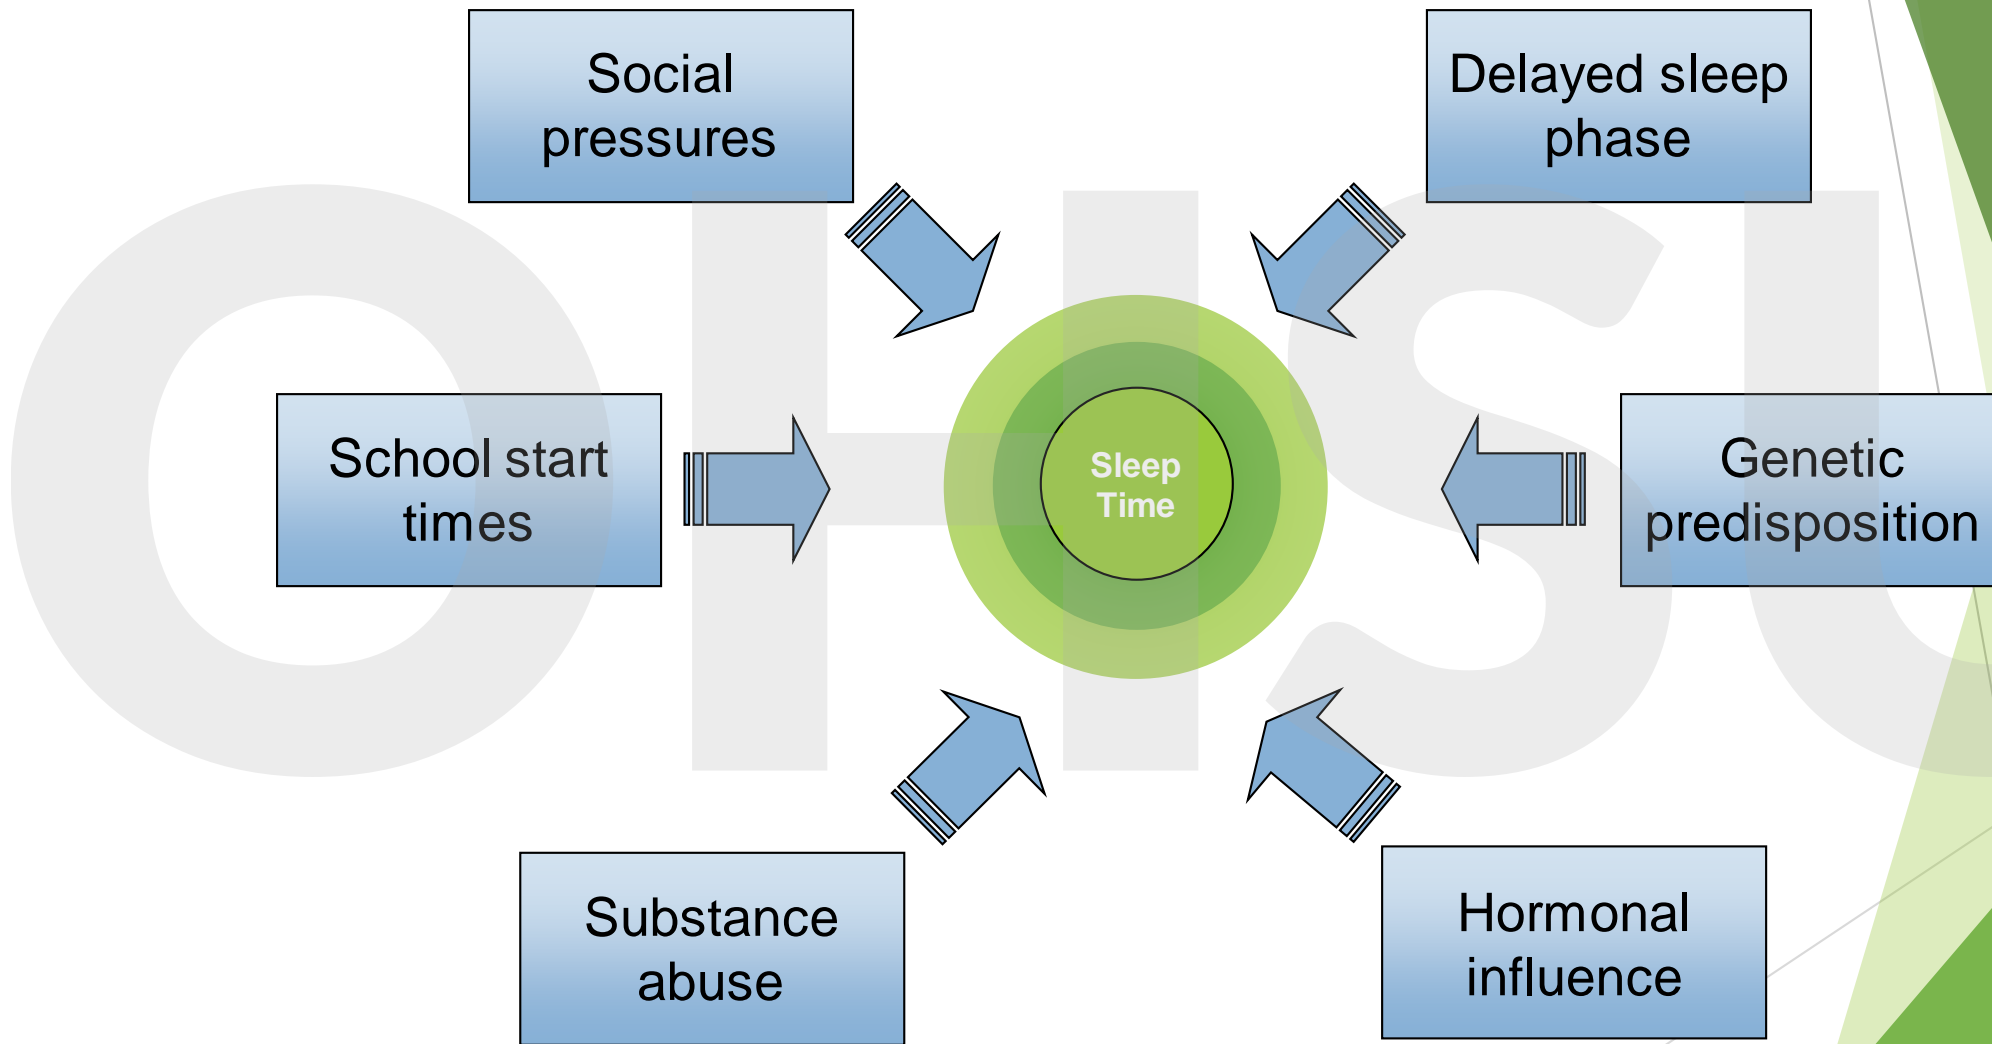 Social
pressures
Delayed sleep
phase
School start
times
Sleep
Time
Genetic
predisposition
Substance
abuse
Hormonal
influence
OHSU